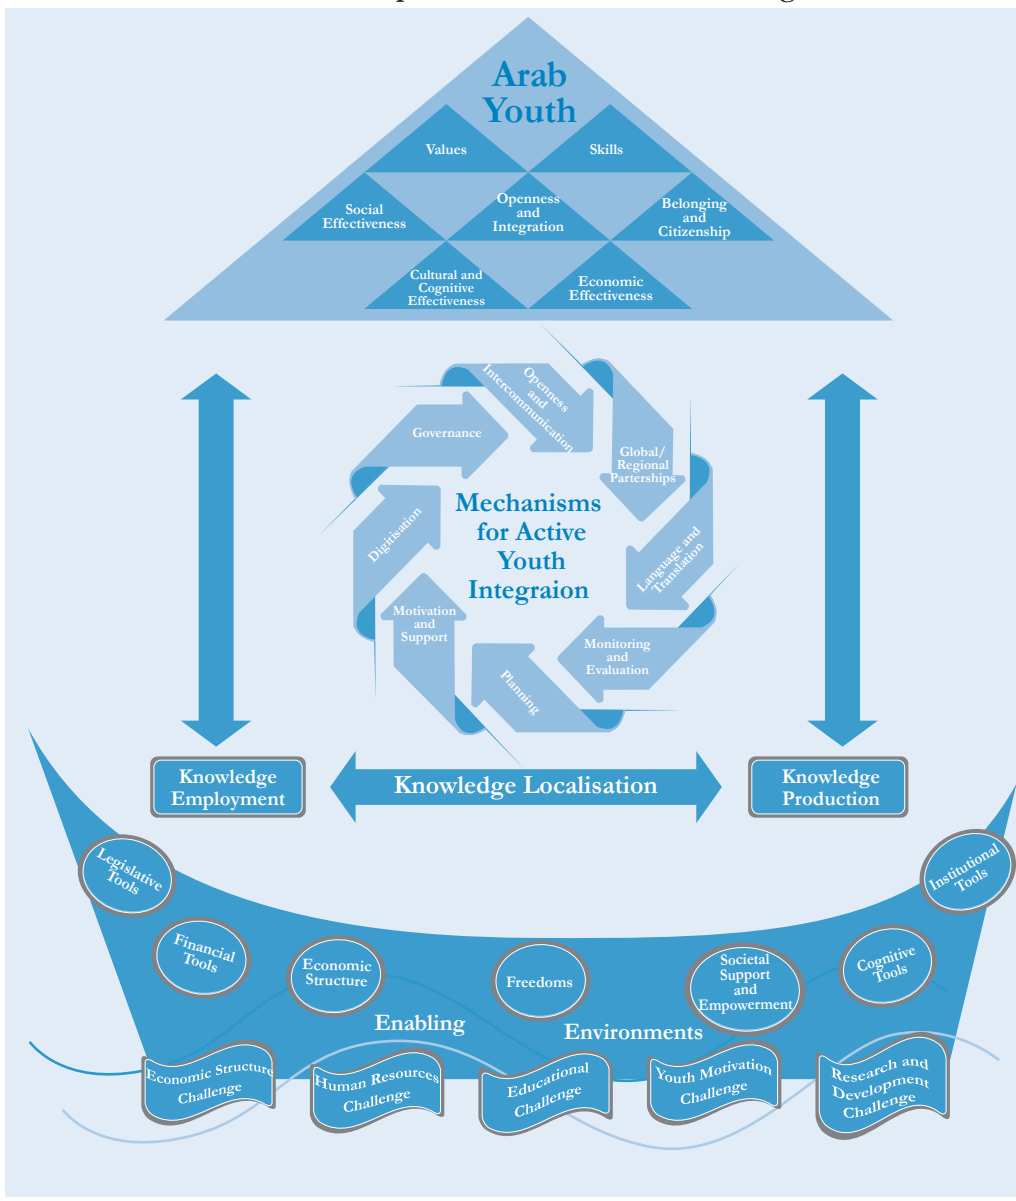 Arab
Youth
Values
Skills
Social
Effectiveness
Openness
and
Integration
Belonging
and
Citizenship
Cultural and
Cognitive
Effectiveness
Economic
Effectiveness
Openness
and
Intercommunication
Governance
Global/
Regional
Parterships
Digitisation
Mechanisms
for Active
Youth
Integraion
Language and
Translation
Motivation
and
Support
Monitoring
and
Evaluation
Planning
Knowledge
Employment
Knowledge Localisation
Knowledge
Production
Legislative
Tools
Institutional
Tools
Financial
Tools
Economic
Structure
Freedoms
Societal
Support
and
Empowerment
Cognitive
Tools
Enabling
Environments
Economic Structure
Challenge
Human Resources
Challenge
Educational
Challenge
Youth Motivation
Challenge
Research and
Development
Challenge